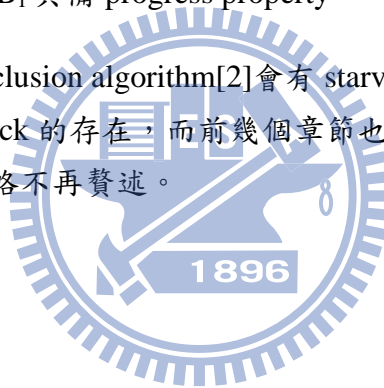 具備 progress property
clusion algorithm[2]會有 starv
ck 的存在，而前幾個章節也
略不再贅述。
1896